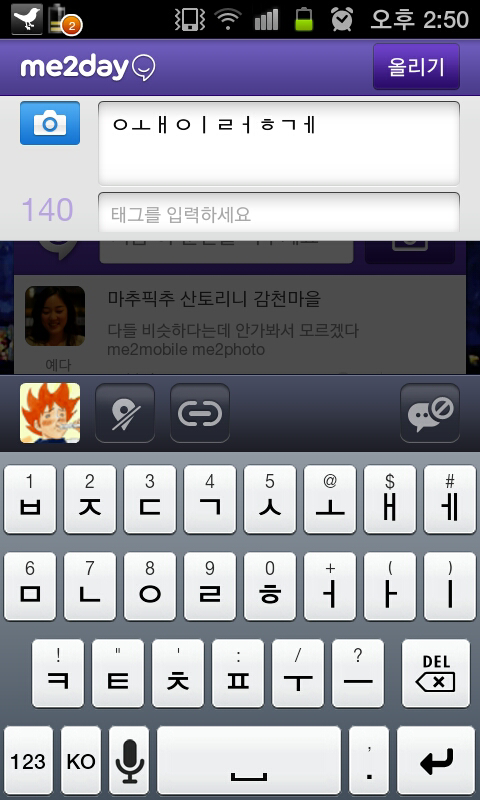 2
오후 2:50
me2day
올리기
ㅇㅗㅐㅇㅣㄹㅓㅎㄱㅔ
140
태그를 입력하세요
마추픽추 산토리니 감천마을
다들 비슷하다는데 안가봐서 모르겠다
me2mobile me2photo
예다
1 2 3 4 5 @ $ #
ㅂ ㅈ ㄷ ㄱ ㅅ ㅗ ㅐ ㅔ
6 7 8 9 0 + ( )
ㅁ ㄴ ㅇ ㄹ ㅎ ㅓ ㅏ ㅣ
! " ' : / ?
ㅋ ㅌ ㅊ ㅍ ㅜ ㅡ DEL
123 KO , .